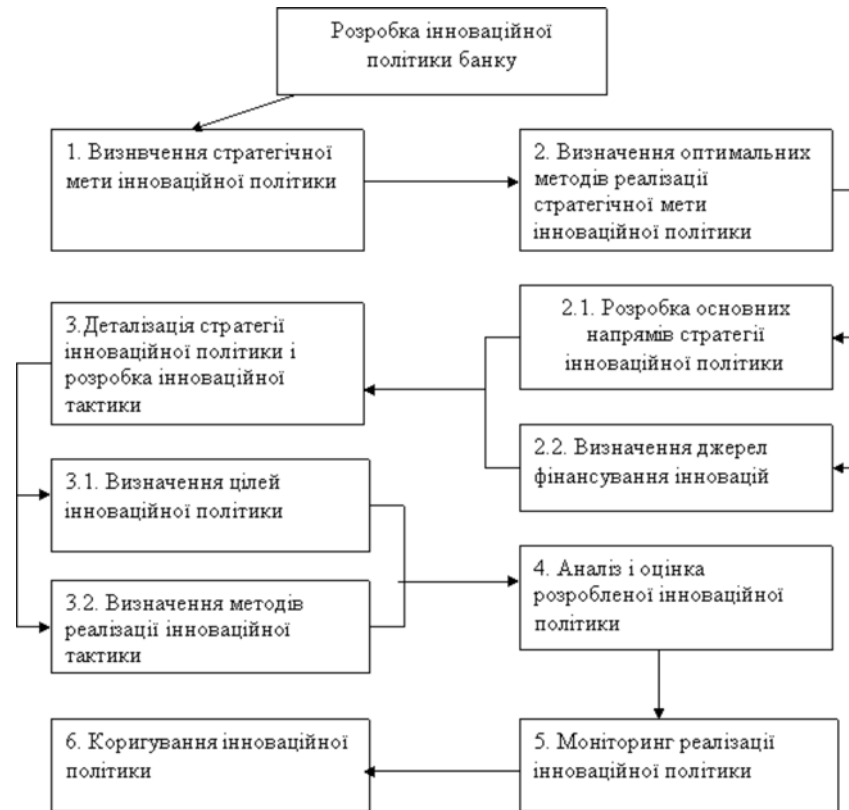 Розробка інноваційної
політики банку
1. Визнвчення стратегічної
мети інноваційної політики
2. Визначення оптимальних
методів реалізації
стратегічної мети
інноваційної політики
2.1. Розробка основних
напрямів стратегії
інноваційної політики
2.2. Визначення джерел
фінансування інновацій
3.Деталізація стратегії
інноваційної політики і
розробка інноваційної
тактики
3.1. Визначення цілей
інноваційної політики
3.2. Визначення методів
реалізації інноваційної
тактики
4. Аналіз і оцінка
розробленої інноваційної
політики
5. Моніторинг реалізації
інноваційної політики
6. Коригування інноваційної
політики